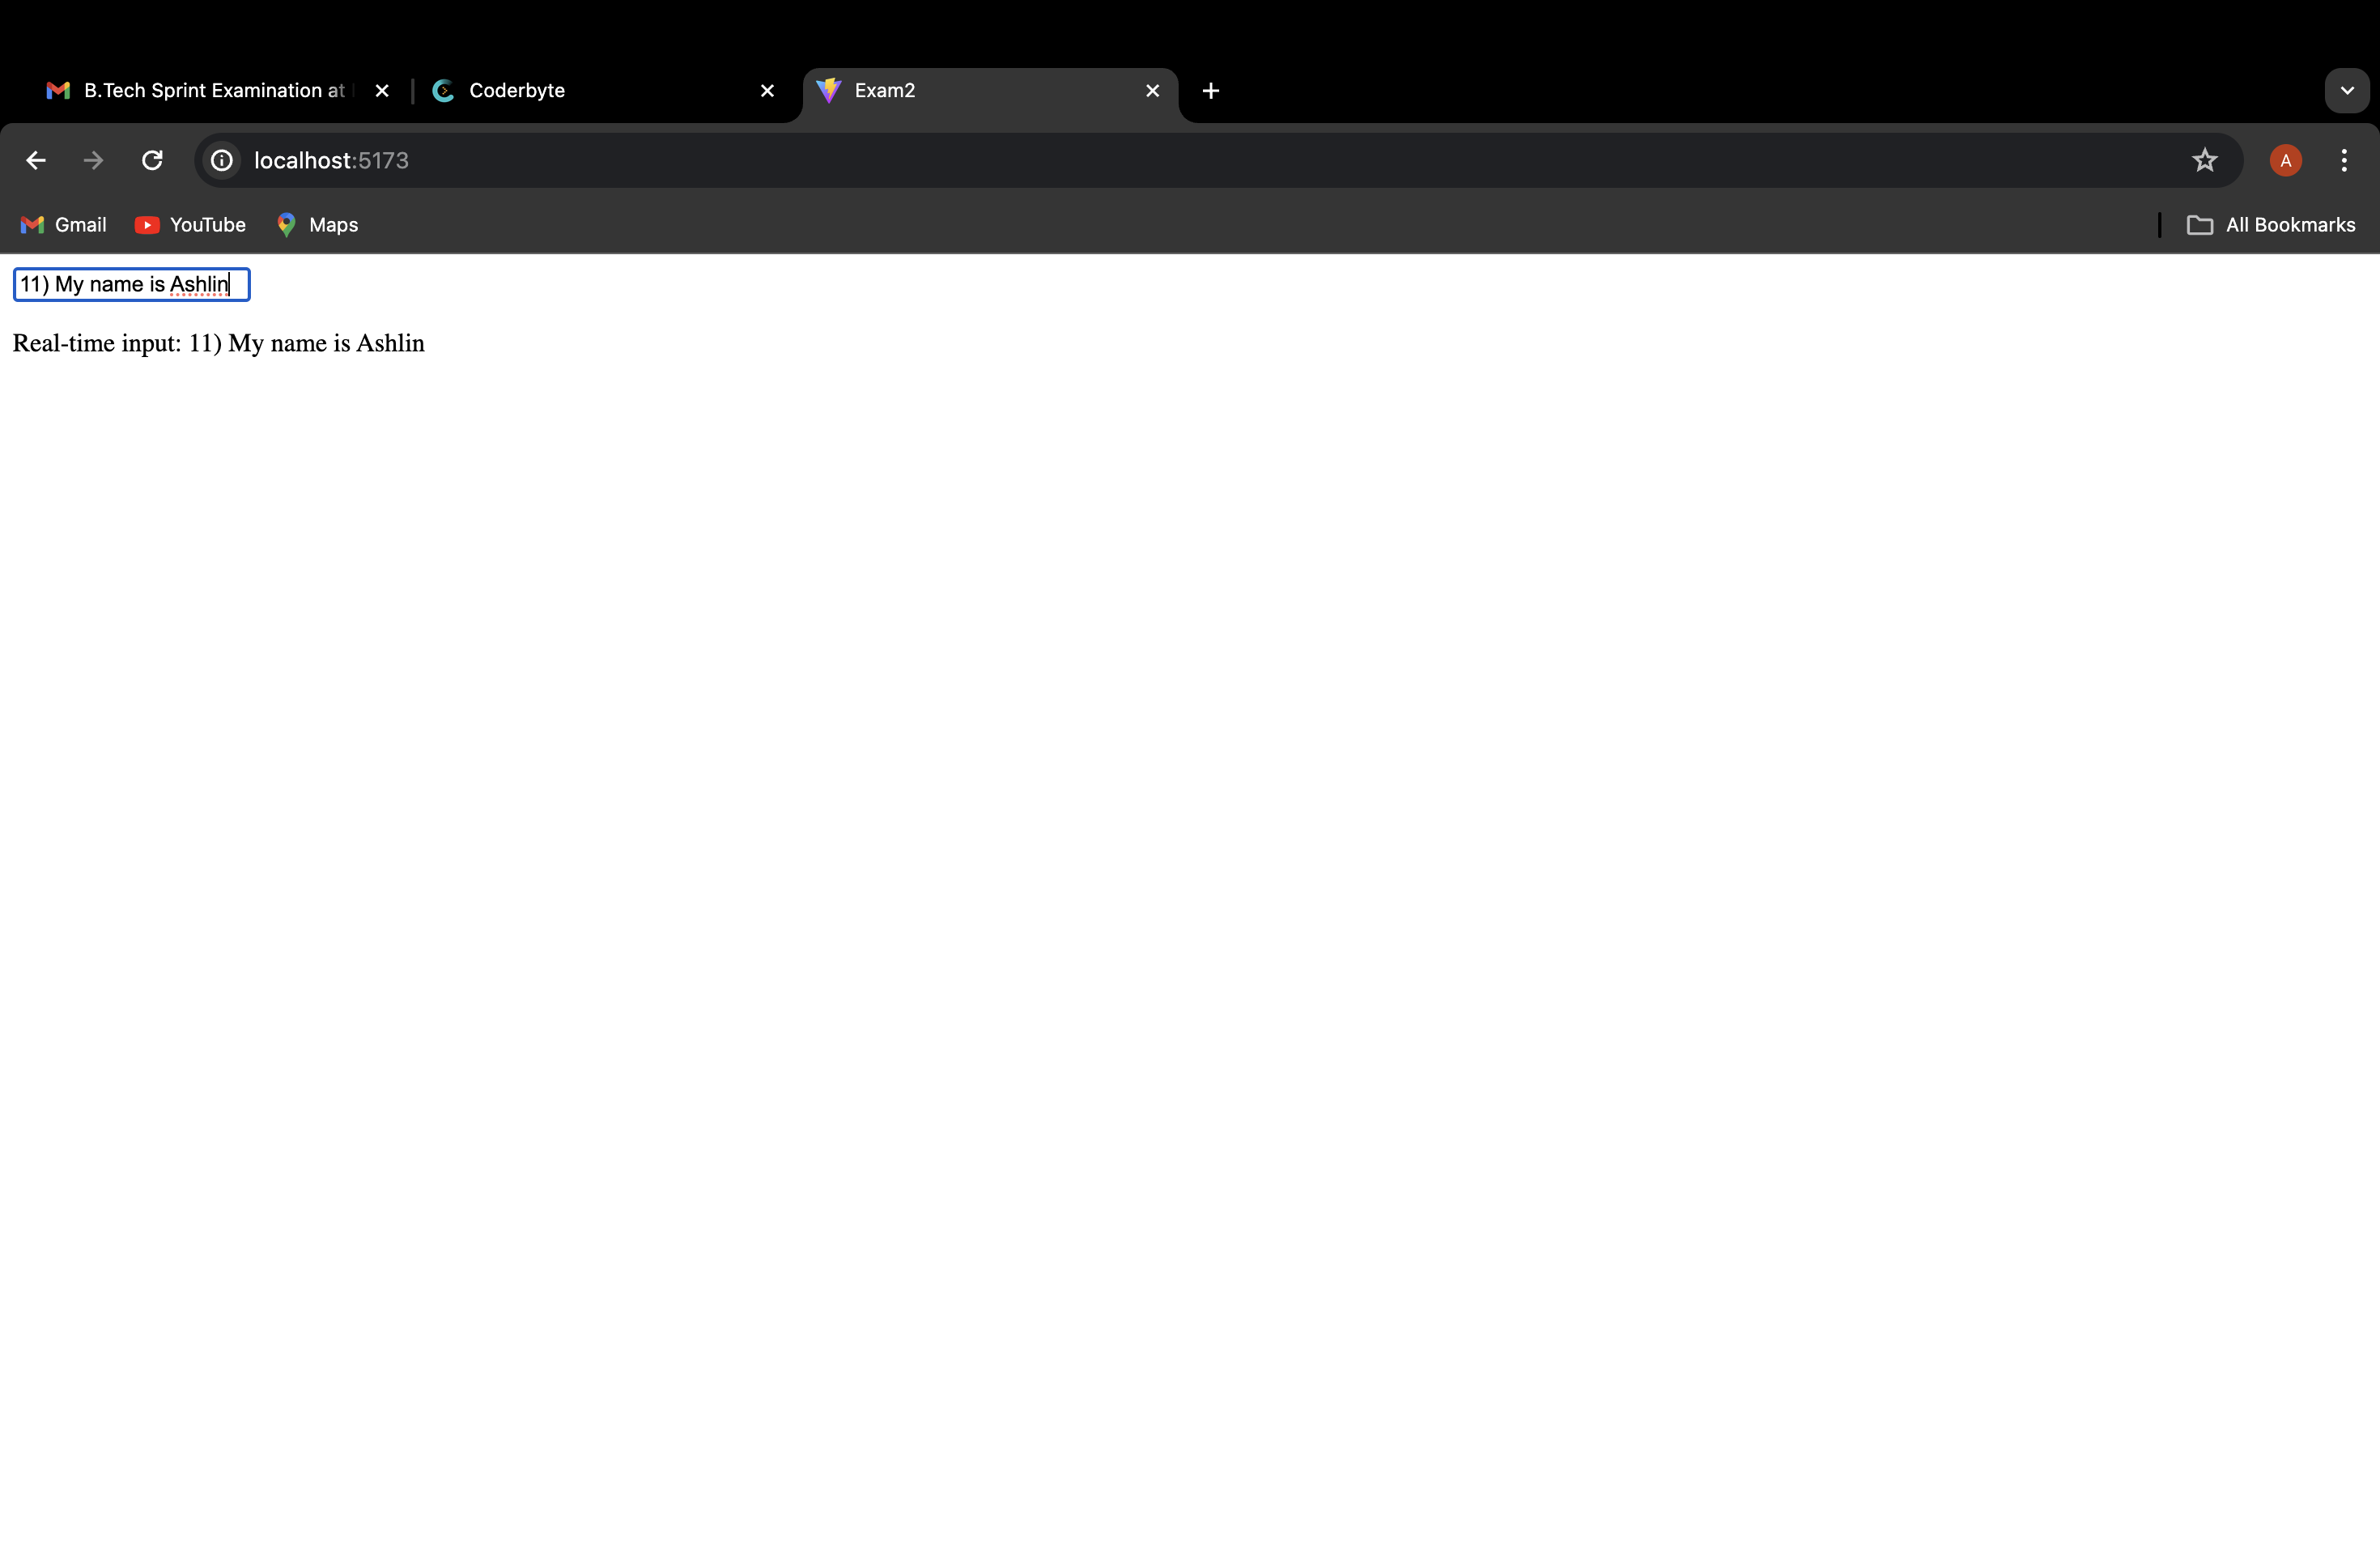 B.Tech Sprint Examination at
Coderbyte
Exam2
localhost:5173
A
Gmail
YouTube
Maps
All Bookmarks
11) My name is Ashlin
Real-time input: 11) My name is Ashlin